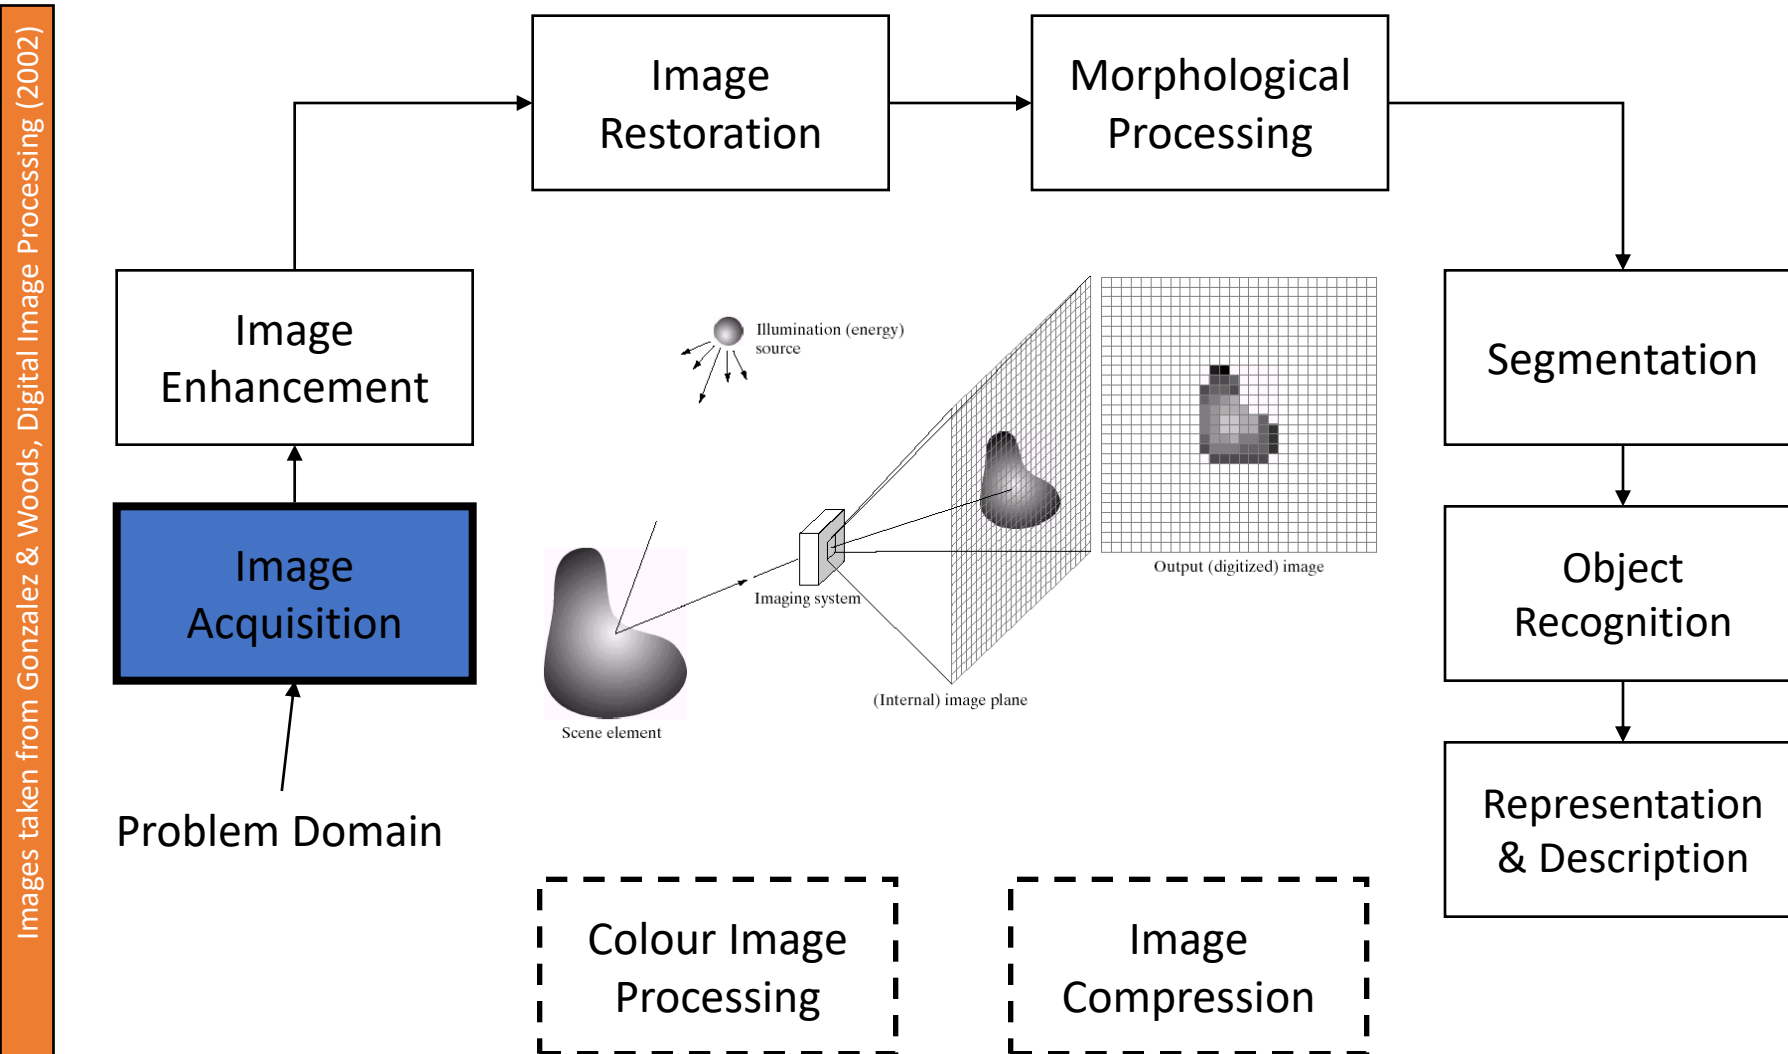 Images taken from Gonzalez & Woods, Digital Image Processing (2002)
Image
Restoration
Morphological
Processing
Image
Enhancement
Illumination (energy)
source
Segmentation
Image
Acquisition
Imaging system
Output (digitized) image
Object
Recognition
(Internal) image plane
Scene element
Problem Domain
Representation
& Description
Colour Image
Processing
Image
Compression